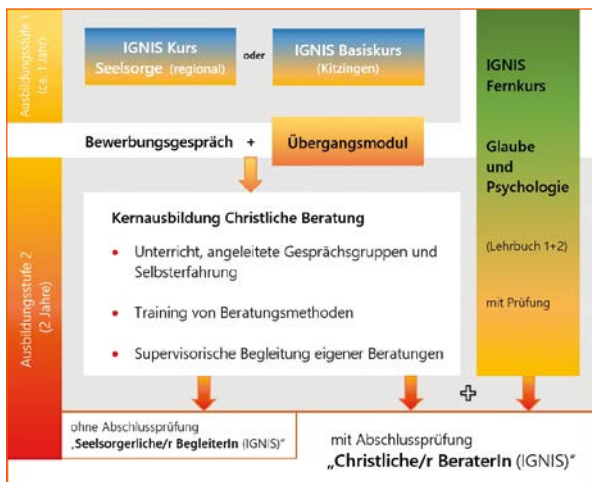 Ausbildungsstufe 1
(ca. 1 Jahr)
IGNIS Kurs
Seelsorge (regional)
oder
IGNIS Basiskurs
(Kitzingen)
Bewerbungsgespräch +
Übergangsmodul
Ausbildungsstufe 2
(2 Jahre)
Kernausbildung Christliche Beratung
• Unterricht, angeleitete Gesprächsgruppen und
Selbsterfahrung
• Training von Beratungsmethoden
• Supervisorische Begleitung eigener Beratungen
IGNIS
Fernkurs
Glaube
und
Psychologie
(Lehrbuch 1+2)
mit Prüfung
+
ohne Abschlussprüfung
„Seelsorgerliche/r BegleiterIn (IGNIS)“
mit Abschlussprüfung
„Christliche/r BeraterIn (IGNIS)“